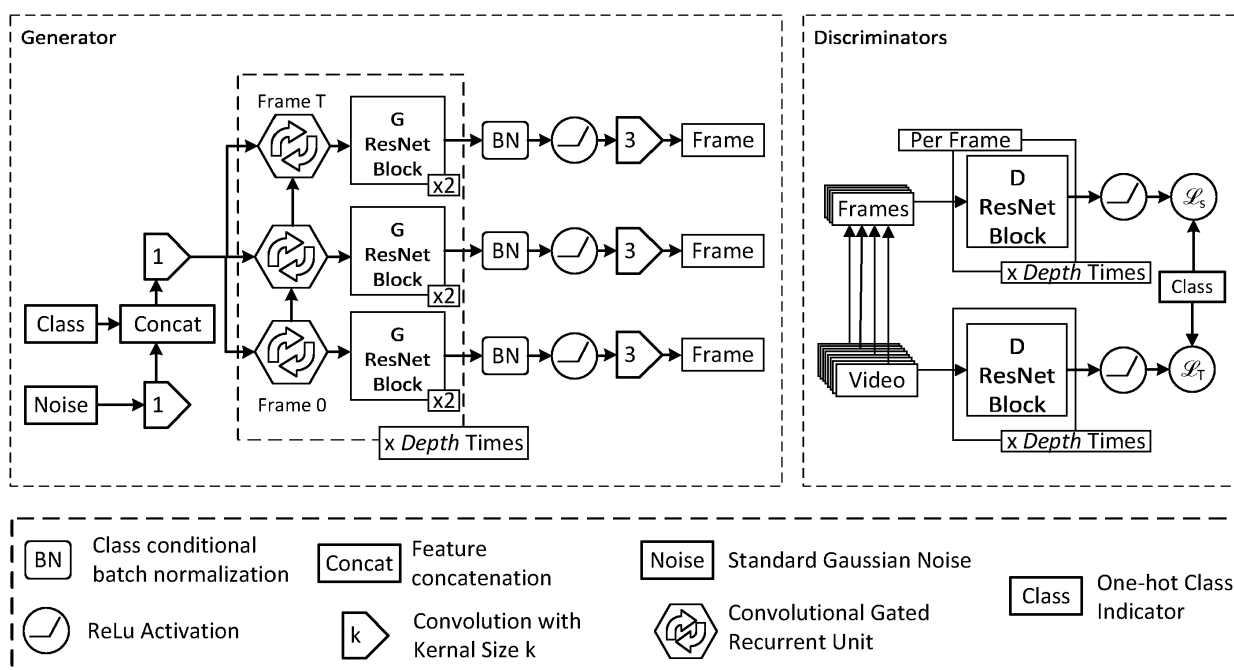 Generator
Frame T
G
ResNet
Block
x2
BN
3
Frame
G
ResNet
Block
x2
BN
3
Frame
1
Class
Concat
G
ResNet
Block
x2
BN
3
Frame
Noise
1
Frame 0
x Depth Times
Discriminators
Per Frame
D
ResNet
Block
Frames
ℒs
x Depth Times
Class
D
ResNet
Block
Video
ℒT
x Depth Times
BN
Class conditional
batch normalization
Concat
Feature
concatenation
Noise
Standard Gaussian Noise
Class
One-hot Class
Indicator
ReLu Activation
k
Convolution with
Kernal Size k
Convolutional Gated
Recurrent Unit